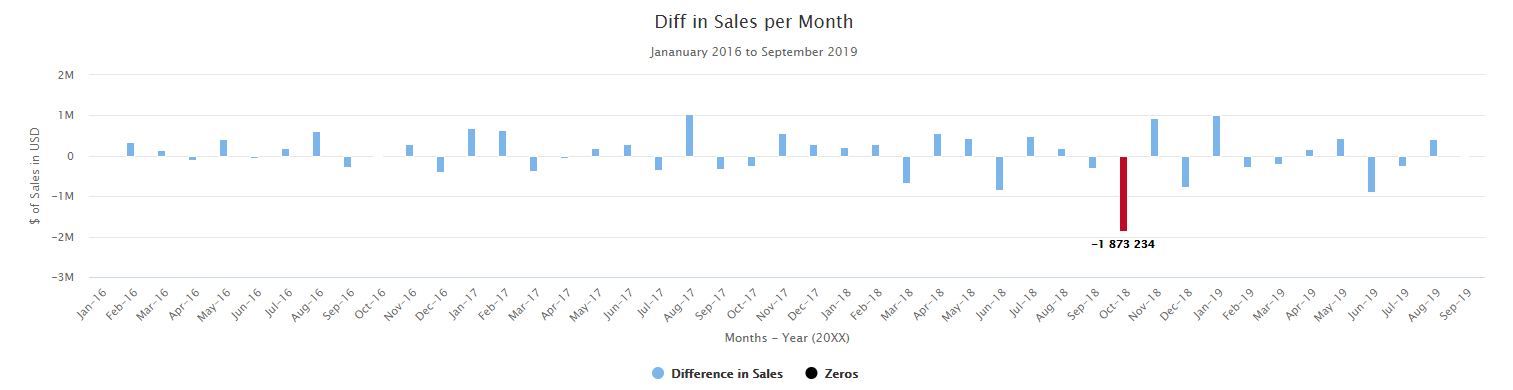 Diff in Sales per Month
Jananuary 2016 to September 2019
$ of Sales in USD
2M
1M
0
-1M
-2M
-3M
-1 873 234
Jan-16
Feb-16
Mar-16
Apr-16
May-16
Jun-16
Jul-16
Aug-16
Sep-16
Oct-16
Nov-16
Dec-16
Jan-17
Feb-17
Mar-17
Apr-17
May-17
Jun-17
Jul-17
Aug-17
Sep-17
Oct-17
Nov-17
Dec-17
Jan-18
Feb-18
Mar-18
Apr-18
May-18
Jun-18
Jul-18
Aug-18
Sep-18
Oct-18
Nov-18
Dec-18
Jan-19
Feb-19
Mar-19
Apr-19
May-19
Jun-19
Jul-19
Aug-19
Sep-19
Months - Year (20XX)
Difference in Sales
Zeros